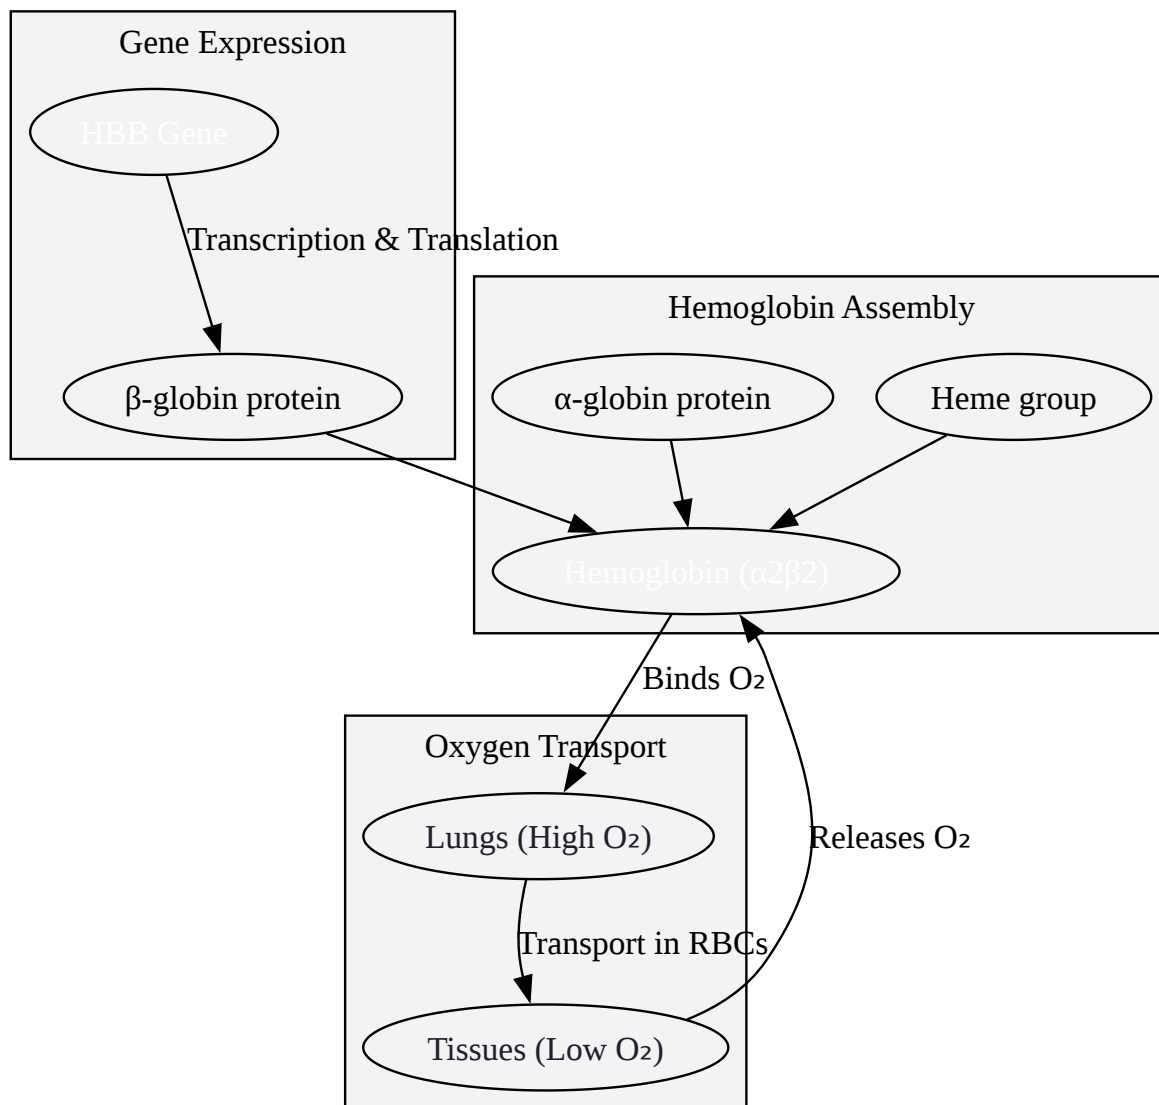 Gene Expression
HBB Gene
Transcription & Translation
Hemoglobin Assembly
β-globin protein
α-globin protein
Heme group
Hemoglobin (α2β2)
Binds O₂
Oxygen Transport
Lungs (High O₂)
Releases O₂
Transport in RBCs
Tissues (Low O₂)